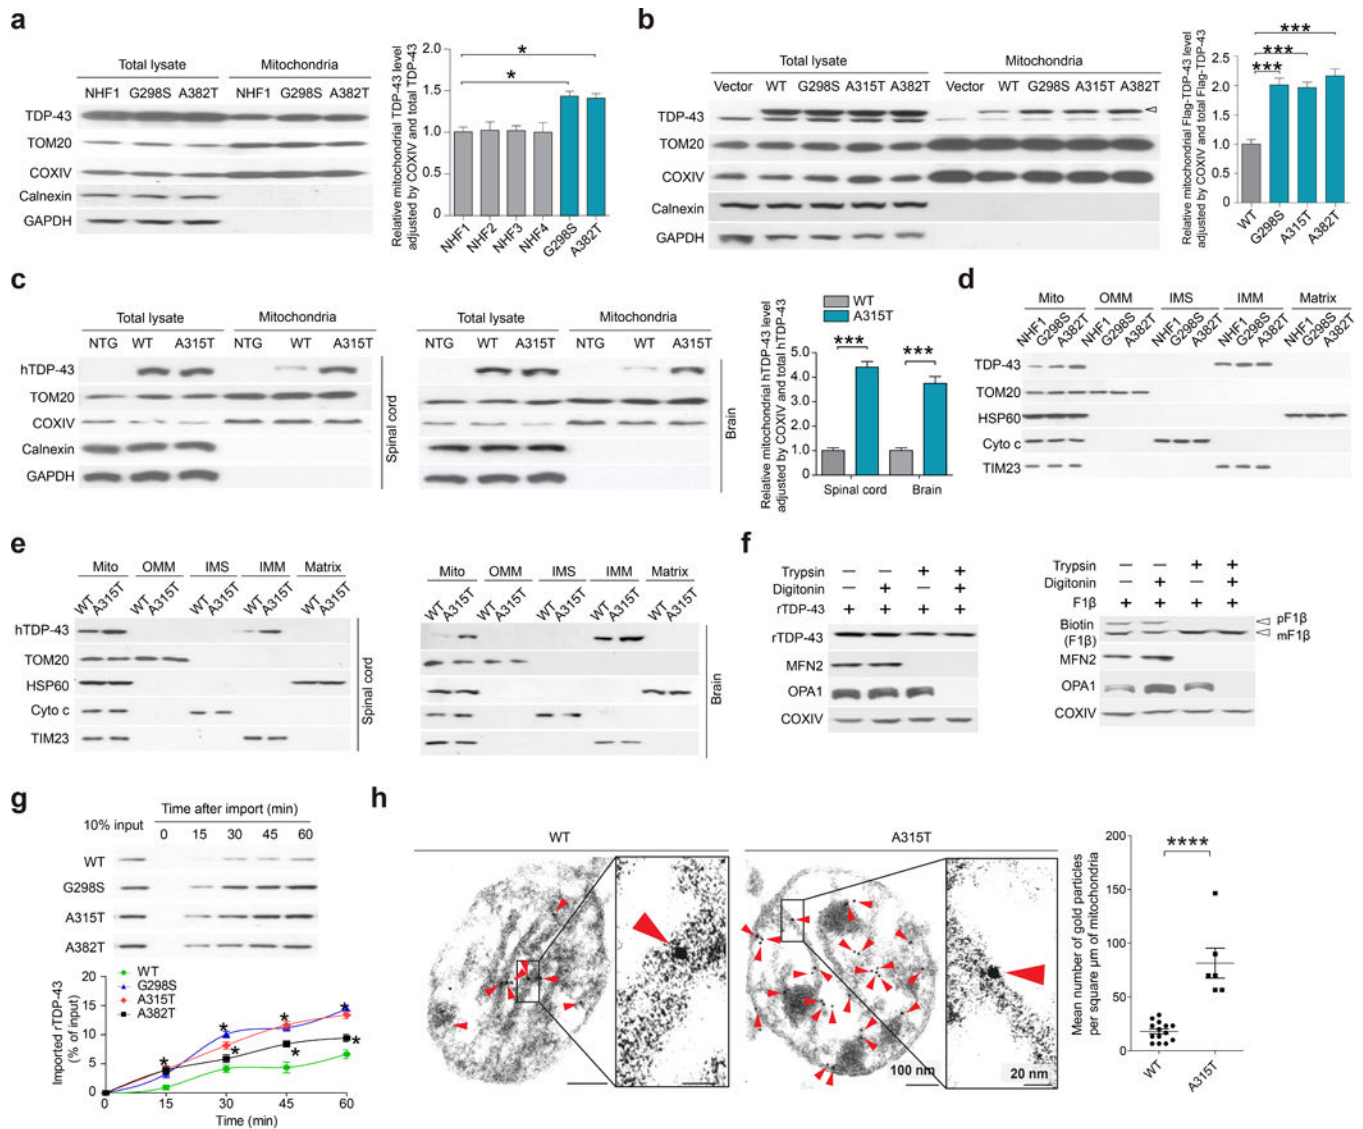 a
Total lysate Mitochondria
NHF1 G298S A382T NHF1 G298S A382T
TDP-43
TOM20
COXIV
Calnexin
GAPDH
Relative mitochondrial TDP-43 level
adjusted by COXIV and total TDP-43
2.0
1.5
1.0
0.5
0
* *
NHF1 NHF2 NHF3 NHF4 G298S A382T
b
Total lysate Mitochondria
Vector WT G298S A315T A382T Vector WT G298S A315T A382T
TDP-43
TOM20
COXIV
Calnexin
GAPDH
Relative mitochondrial Flag-TDP-43 level
adjusted by COXIV and total Flag-TDP-43
2.5
2.0
1.5
1.0
0.5
0
***
***
***
WT G298S A315T A382T
c
Total lysate Mitochondria
NTG WT A315T NTG WT A315T
hTDP-43
TOM20
COXIV
Calnexin
GAPDH
Spinal cord
Total lysate Mitochondria
NTG WT A315T NTG WT A315T
Brain
WT
A315T
Relative mitochondrial hTDP-43 level
adjusted by COXIV and total hTDP-43
5.0
4.0
3.0
2.0
1.0
0
*** ***
Spinal cord Brain
d
Mito OMM IMS IMM Matrix
NHF1 G298S A382T NHF1 G298S A382T NHF1 G298S A382T NHF1 G298S A382T NHF1 G298S A382T
TDP-43
TOM20
HSP60
Cyto c
TIM23
e
Mito OMM IMS IMM Matrix
WT A315T WT A315T WT A315T WT A315T WT A315T
hTDP-43
TOM20
HSP60
Cyto c
TIM23
Spinal cord
Mito OMM IMS IMM Matrix
WT A315T WT A315T WT A315T WT A315T WT A315T
Brain
f
Trypsin — — + +
Digitonin — + — +
rTDP-43 + + + +
rTDP-43
MFN2
OPA1
COXIV
Trypsin — — + +
Digitonin — + — +
F1β + + + +
Biotin
(F1β)
pF1β
mF1β
MFN2
OPA1
COXIV
g
Time after import (min)
10% input 0 15 30 45 60
WT
G298S
A315T
A382T
WT
G298S
A315T
A382T
Imported rTDP-43
(% of input)
20
15
10
5
0
* * * * * * *
0 15 30 45 60
Time (min)
h
WT A315T
100 nm 20 nm
Mean number of gold particles
per square µm of mitochondria
200
150
100
50
0
****
WT A315T